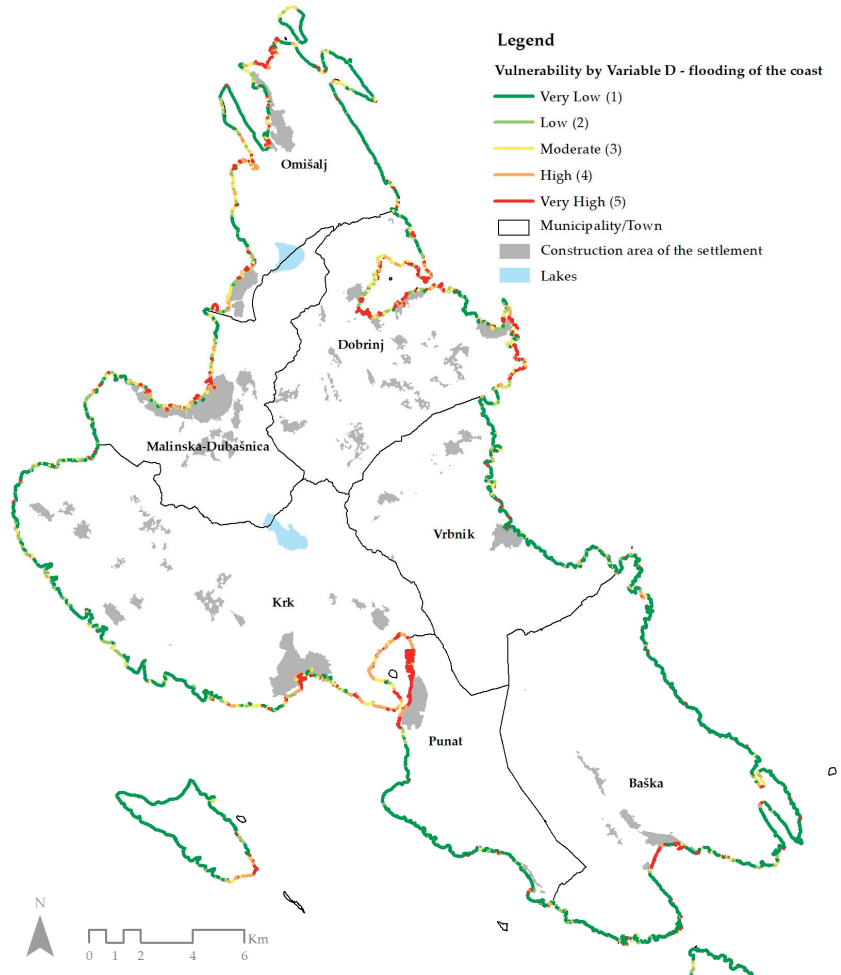 Legend
Vulnerability by Variable D - flooding of the coast
Very Low (1)
Low (2)
Moderate (3)
High (4)
Very High (5)
Municipality/Town
Construction area of the settlement
Lakes
Omišalj
Dobrinj
Malinska-Dubašnica
Vrbnik
Krk
Punat
Baška
N
Km
0 1 2 4 6